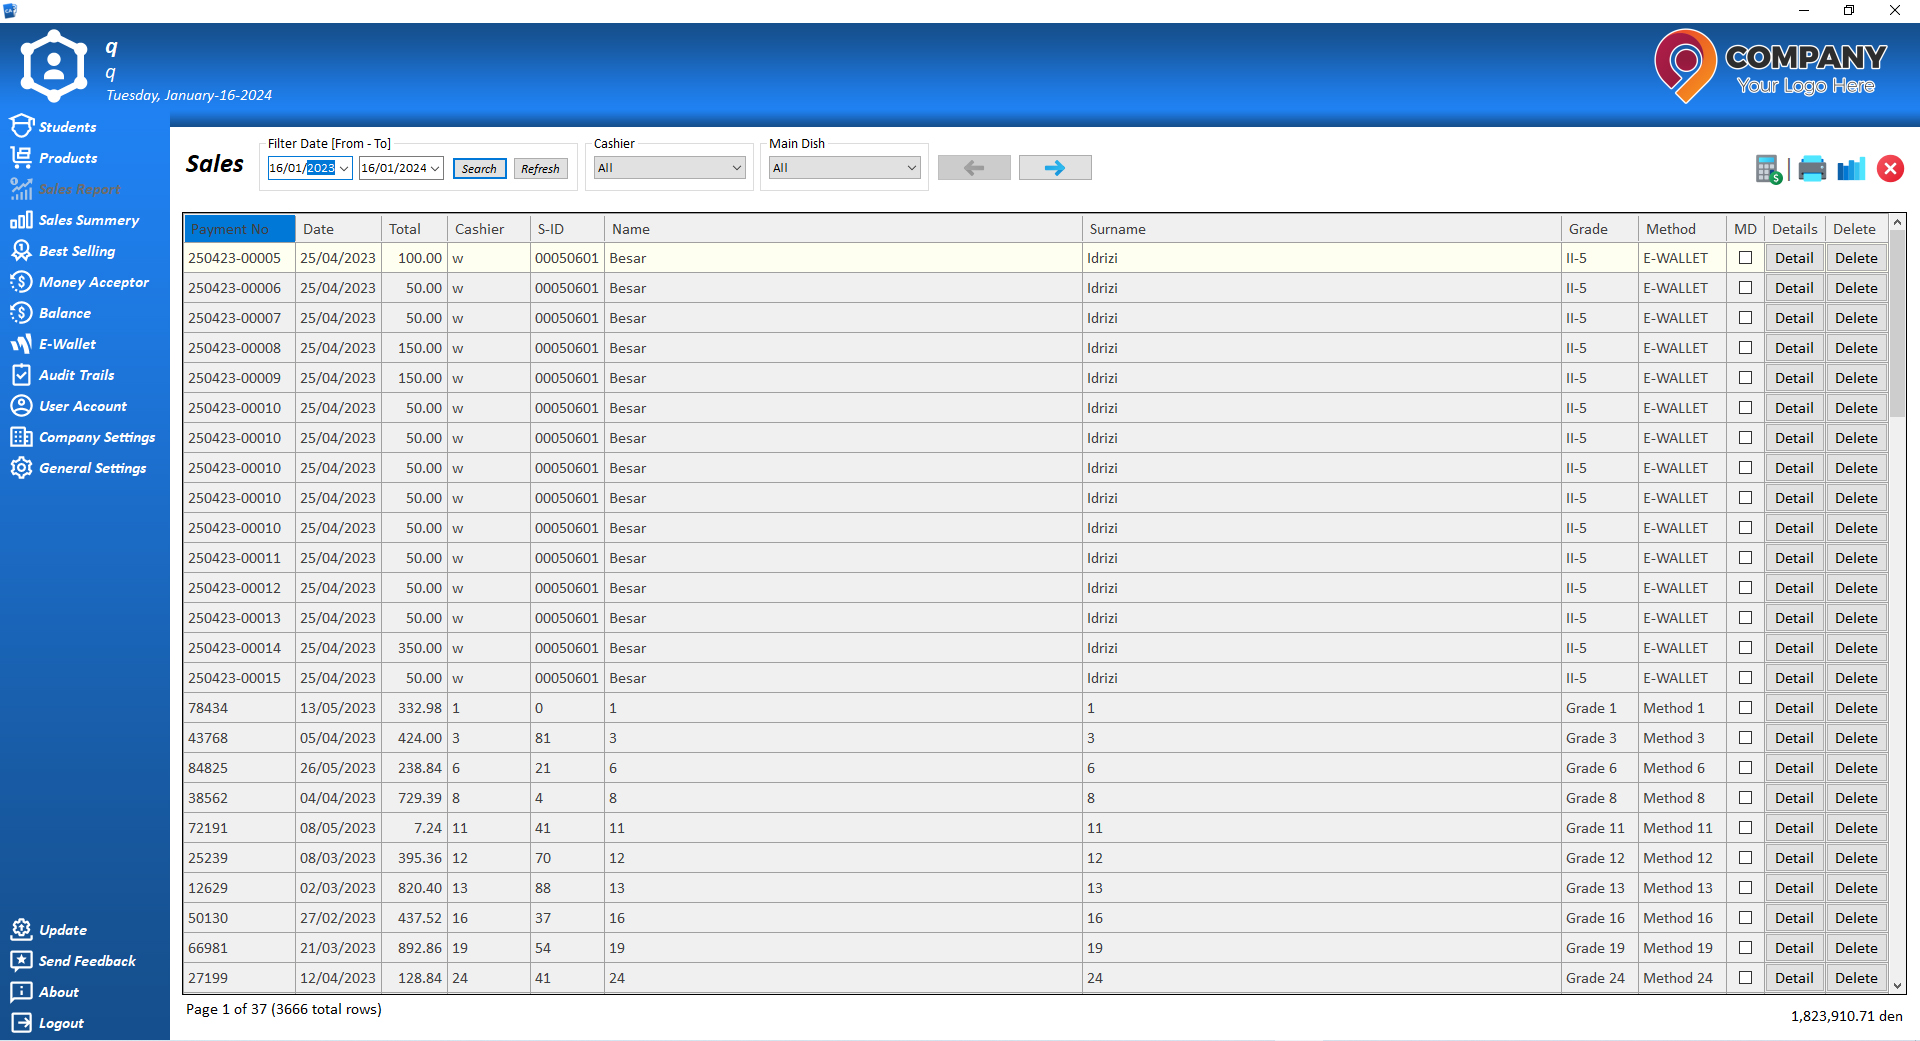 q
q
Tuesday, January-16-2024
COMPANY
Your Logo Here
Students
Products
Sales Report
Sales Summery
Best Selling
Money Acceptor
Balance
E-Wallet
Audit Trails
User Account
Company Settings
General Settings
Update
Send Feedback
About
Logout
Sales
Filter Date [From - To]
16/01/2023 16/01/2024 Search Refresh
Cashier
All
Main Dish
All
Payment No Date Total Cashier S-ID Name Surname Grade Method MD Details Delete
250423-00005 25/04/2023 100.00 w 00050601 Besar Idrizi II-5 E-WALLET Detail Delete
250423-00006 25/04/2023 50.00 w 00050601 Besar Idrizi II-5 E-WALLET Detail Delete
250423-00007 25/04/2023 50.00 w 00050601 Besar Idrizi II-5 E-WALLET Detail Delete
250423-00008 25/04/2023 150.00 w 00050601 Besar Idrizi II-5 E-WALLET Detail Delete
250423-00009 25/04/2023 150.00 w 00050601 Besar Idrizi II-5 E-WALLET Detail Delete
250423-00010 25/04/2023 50.00 w 00050601 Besar Idrizi II-5 E-WALLET Detail Delete
250423-00010 25/04/2023 50.00 w 00050601 Besar Idrizi II-5 E-WALLET Detail Delete
250423-00010 25/04/2023 50.00 w 00050601 Besar Idrizi II-5 E-WALLET Detail Delete
250423-00010 25/04/2023 50.00 w 00050601 Besar Idrizi II-5 E-WALLET Detail Delete
250423-00010 25/04/2023 50.00 w 00050601 Besar Idrizi II-5 E-WALLET Detail Delete
250423-00011 25/04/2023 50.00 w 00050601 Besar Idrizi II-5 E-WALLET Detail Delete
250423-00012 25/04/2023 50.00 w 00050601 Besar Idrizi II-5 E-WALLET Detail Delete
250423-00013 25/04/2023 50.00 w 00050601 Besar Idrizi II-5 E-WALLET Detail Delete
250423-00014 25/04/2023 350.00 w 00050601 Besar Idrizi II-5 E-WALLET Detail Delete
250423-00015 25/04/2023 50.00 w 00050601 Besar Idrizi II-5 E-WALLET Detail Delete
78434 13/05/2023 332.98 1 0 1 1 Grade 1 Method 1 Detail Delete
43768 05/04/2023 424.00 3 81 3 3 Grade 3 Method 3 Detail Delete
84825 26/05/2023 238.84 6 21 6 6 Grade 6 Method 6 Detail Delete
38562 04/04/2023 729.39 8 4 8 8 Grade 8 Method 8 Detail Delete
72191 08/05/2023 7.24 11 41 11 11 Grade 11 Method 11 Detail Delete
25239 08/03/2023 395.36 12 70 12 12 Grade 12 Method 12 Detail Delete
12629 02/03/2023 820.40 13 88 13 13 Grade 13 Method 13 Detail Delete
50130 27/02/2023 437.52 16 37 16 16 Grade 16 Method 16 Detail Delete
66981 21/03/2023 892.86 19 54 19 19 Grade 19 Method 19 Detail Delete
27199 12/04/2023 128.84 24 41 24 24 Grade 24 Method 24 Detail Delete
Page 1 of 37 (3666 total rows)
1,823,910.71 den